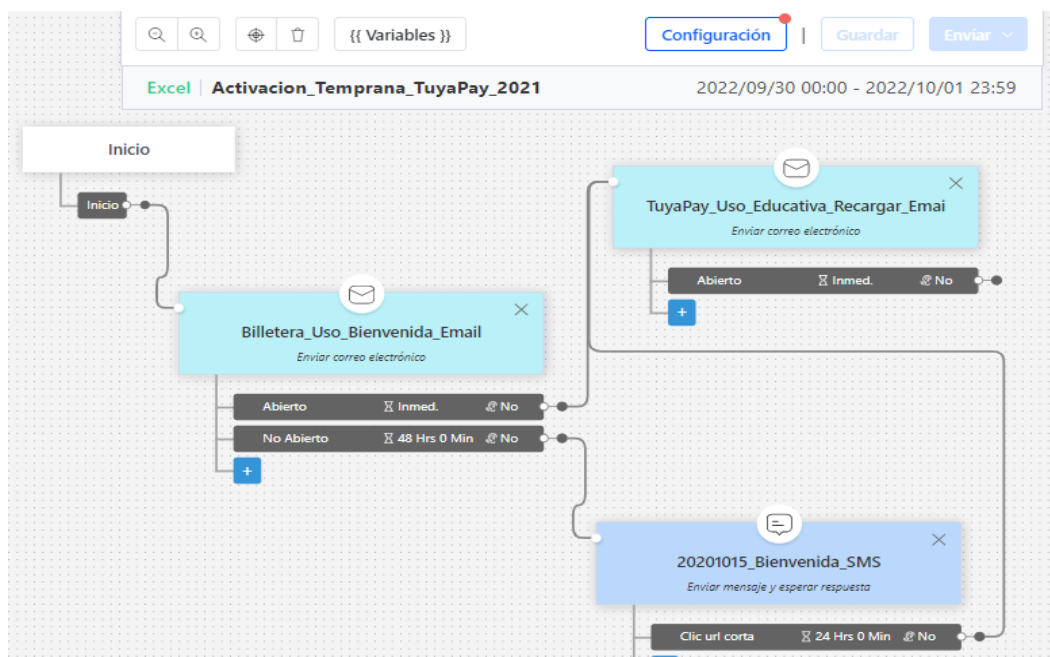 {{ Variables }} Configuración | Guardar Enviar
Excel | Activacion_Temprana_TuyaPay_2021 2022/09/30 00:00 - 2022/10/01 23:59
Inicio
Inicio
Billetera_Uso_Bienvenida_Email
Enviar correo electrónico
Abierto Inmed. No
No Abierto 48 Hrs 0 Min No
+
TuyaPay_Uso_Educativa_Recargar_Emai
Enviar correo electrónico
Abierto Inmed. No
+
20201015_Bienvenida_SMS
Enviar mensaje y esperar respuesta
Clic url corta 24 Hrs 0 Min No